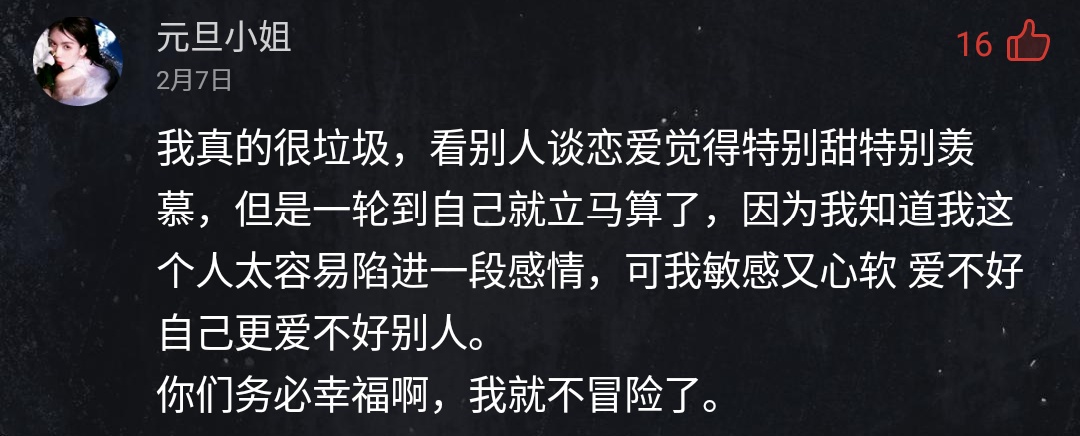 元旦小姐
16
2月7日
我真的很垃圾，看别人谈恋爱觉得特别甜特别羡
慕，但是一轮到自己就立马算了，因为我知道我这
个人太容易陷进一段感情，可我敏感又心软 爱不好
自己更爱不好别人。
你们务必幸福啊，我就不冒险了。